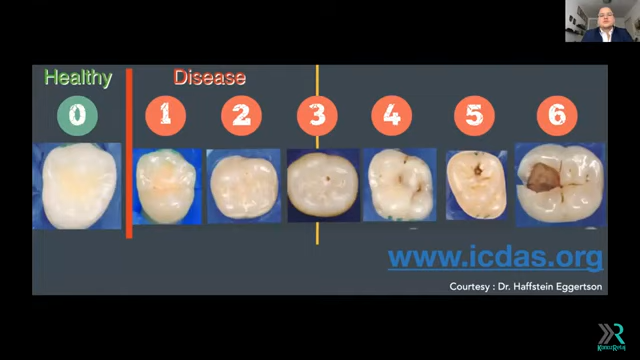 Healthy
Disease
0 1 2 3 4 5 6
www.icdas.org
Courtesy : Dr. Haffstein Eggertson